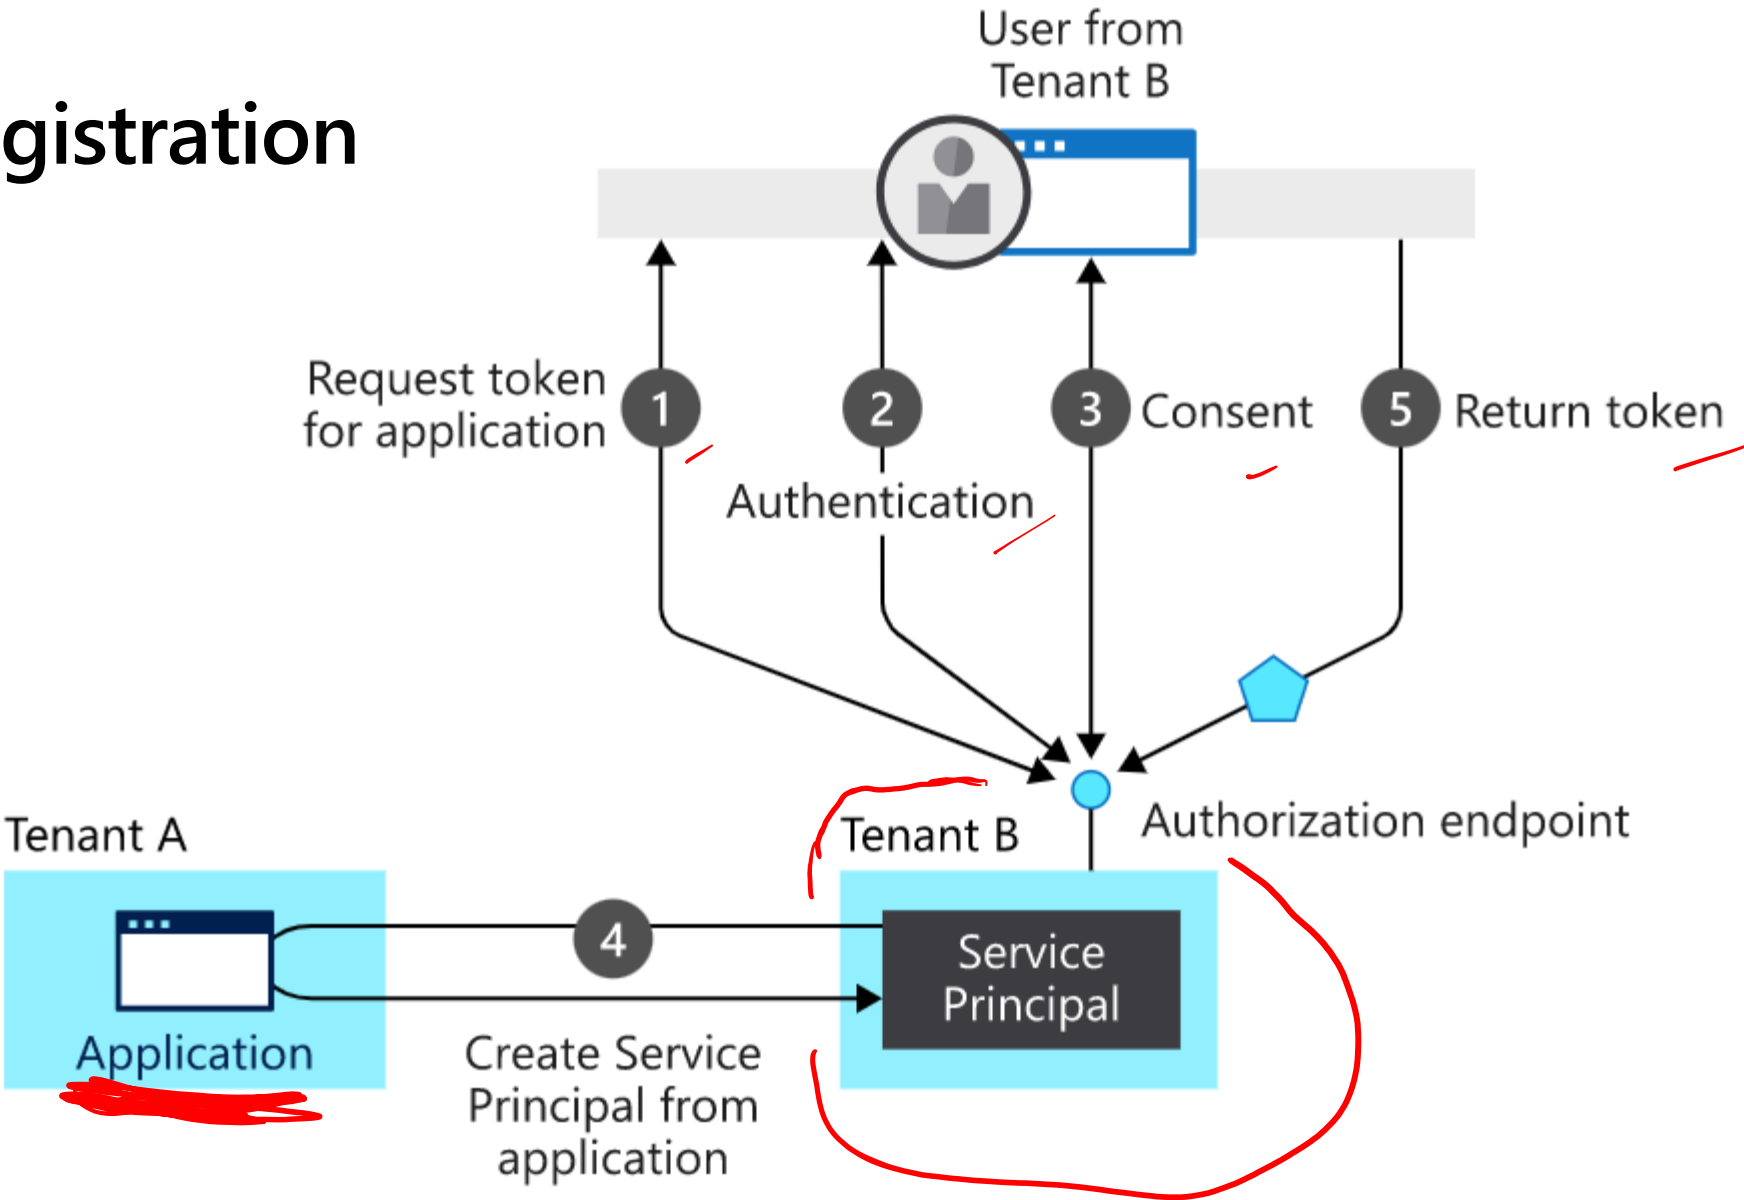 User from
Tenant B
gistration
Request token
for application
1
2
3
Consent
5
Return token
Authentication
Tenant A
Tenant B
Authorization endpoint
4
Service
Principal
Application
Create Service
Principal from
application